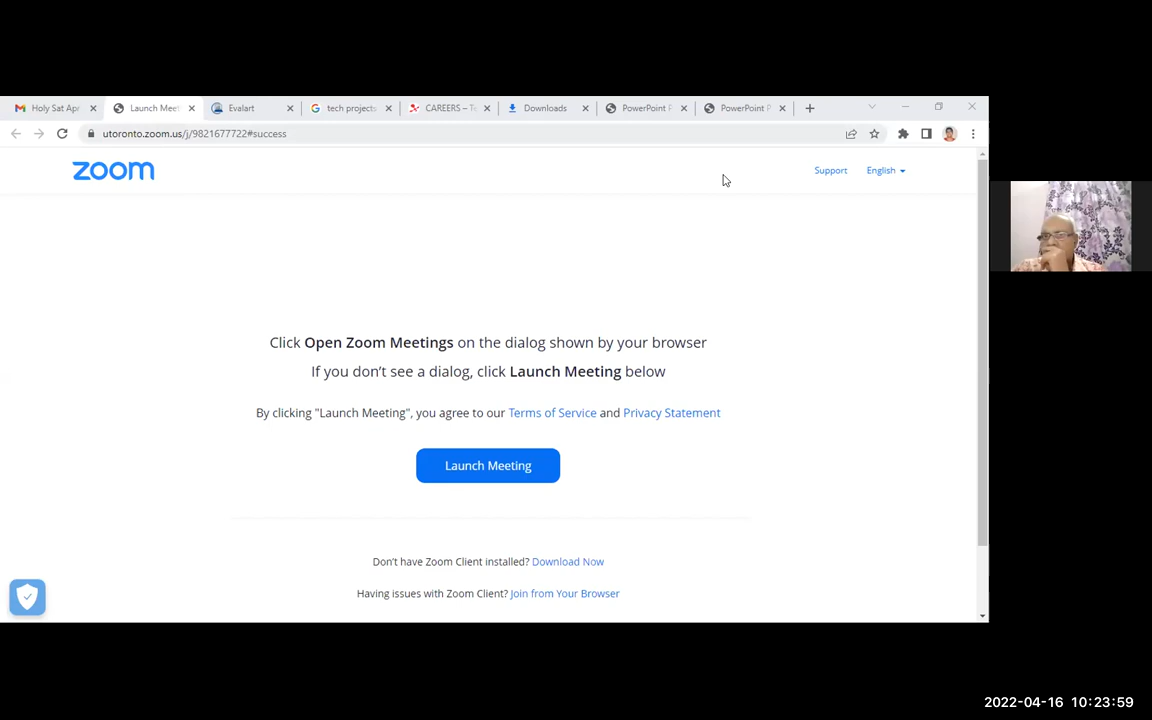 Holy Sat Apr
Launch Meet
Evalart
tech projects
CAREERS – Te
Downloads
PowerPoint P
PowerPoint P
utoronto.zoom.us/j/9821677722#success
zoom
Support
English
Click Open Zoom Meetings on the dialog shown by your browser
If you don't see a dialog, click Launch Meeting below
By clicking "Launch Meeting", you agree to our Terms of Service and Privacy Statement
Launch Meeting
Don't have Zoom Client installed? Download Now
Having issues with Zoom Client? Join from Your Browser
2022-04-16 10:23:59